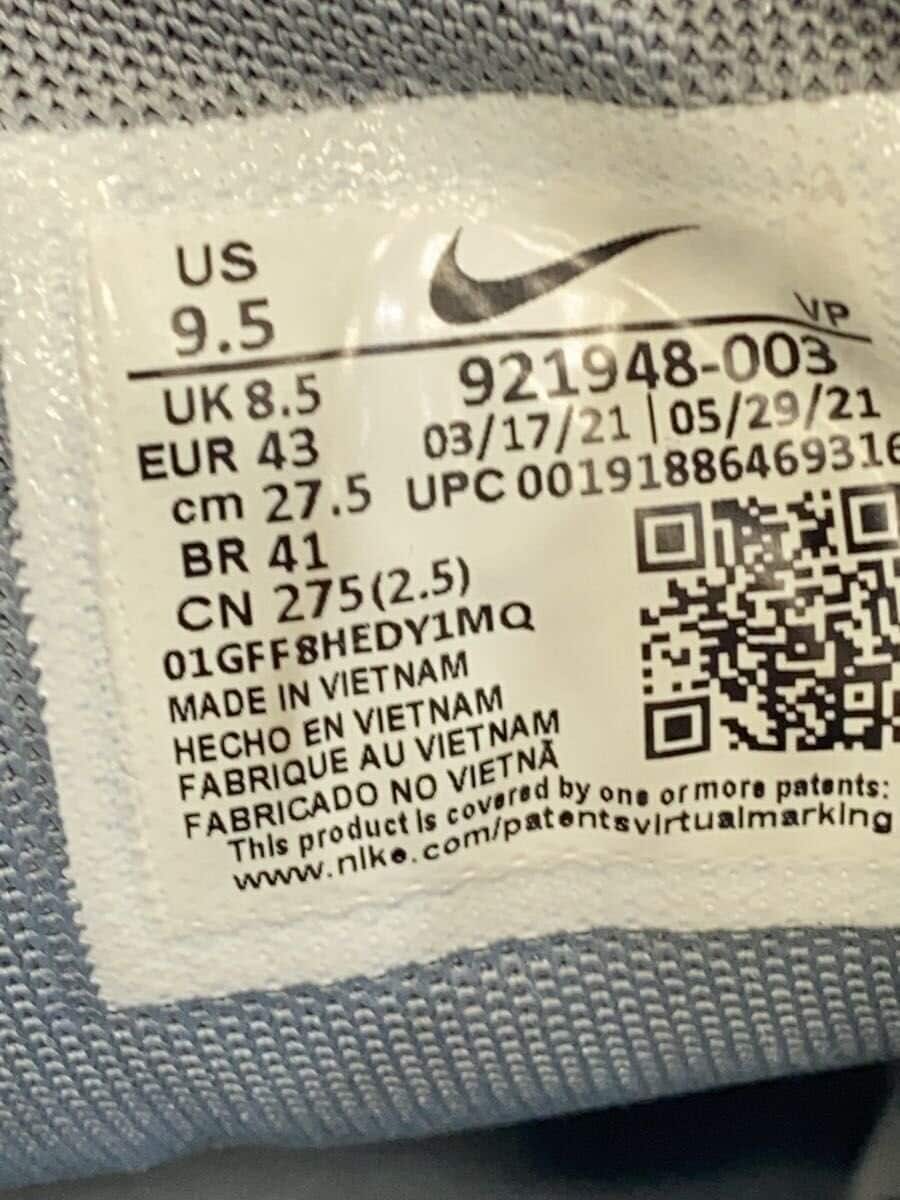 US
9.5
VP
UK 8.5
921948-003
EUR 43
03/17/21 | 05/29/21
cm 27.5
UPC 00191886469316
BR 41
CN 275(2.5)
01GFF8HEDY1MQ
MADE IN VIETNAM
HECHO EN VIETNAM
FABRIQUE AU VIETNAM
FABRICADO NO VIETNÃ
This product is covered by one or more patents:
www.nike.com/patentsvirtualmarking